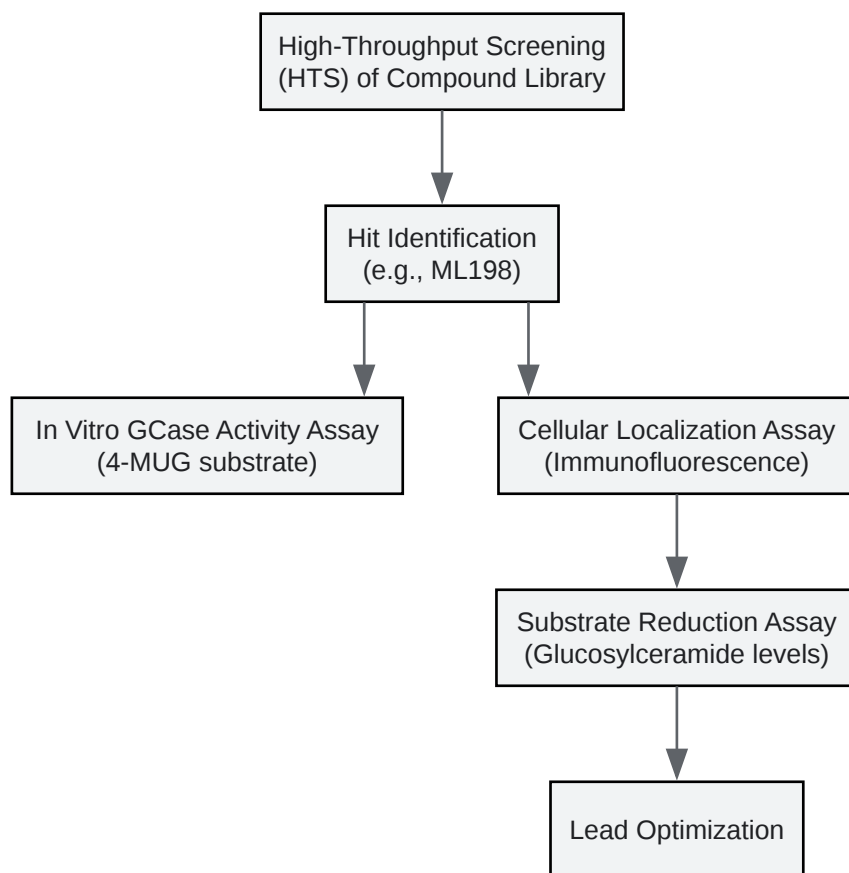 High-Throughput Screening
(HTS) of Compound Library
Hit Identification
(e.g., ML198)
In Vitro GCase Activity Assay
(4-MUG substrate)
Cellular Localization Assay
(Immunofluorescence)
Substrate Reduction Assay
(Glucosylceramide levels)
Lead Optimization